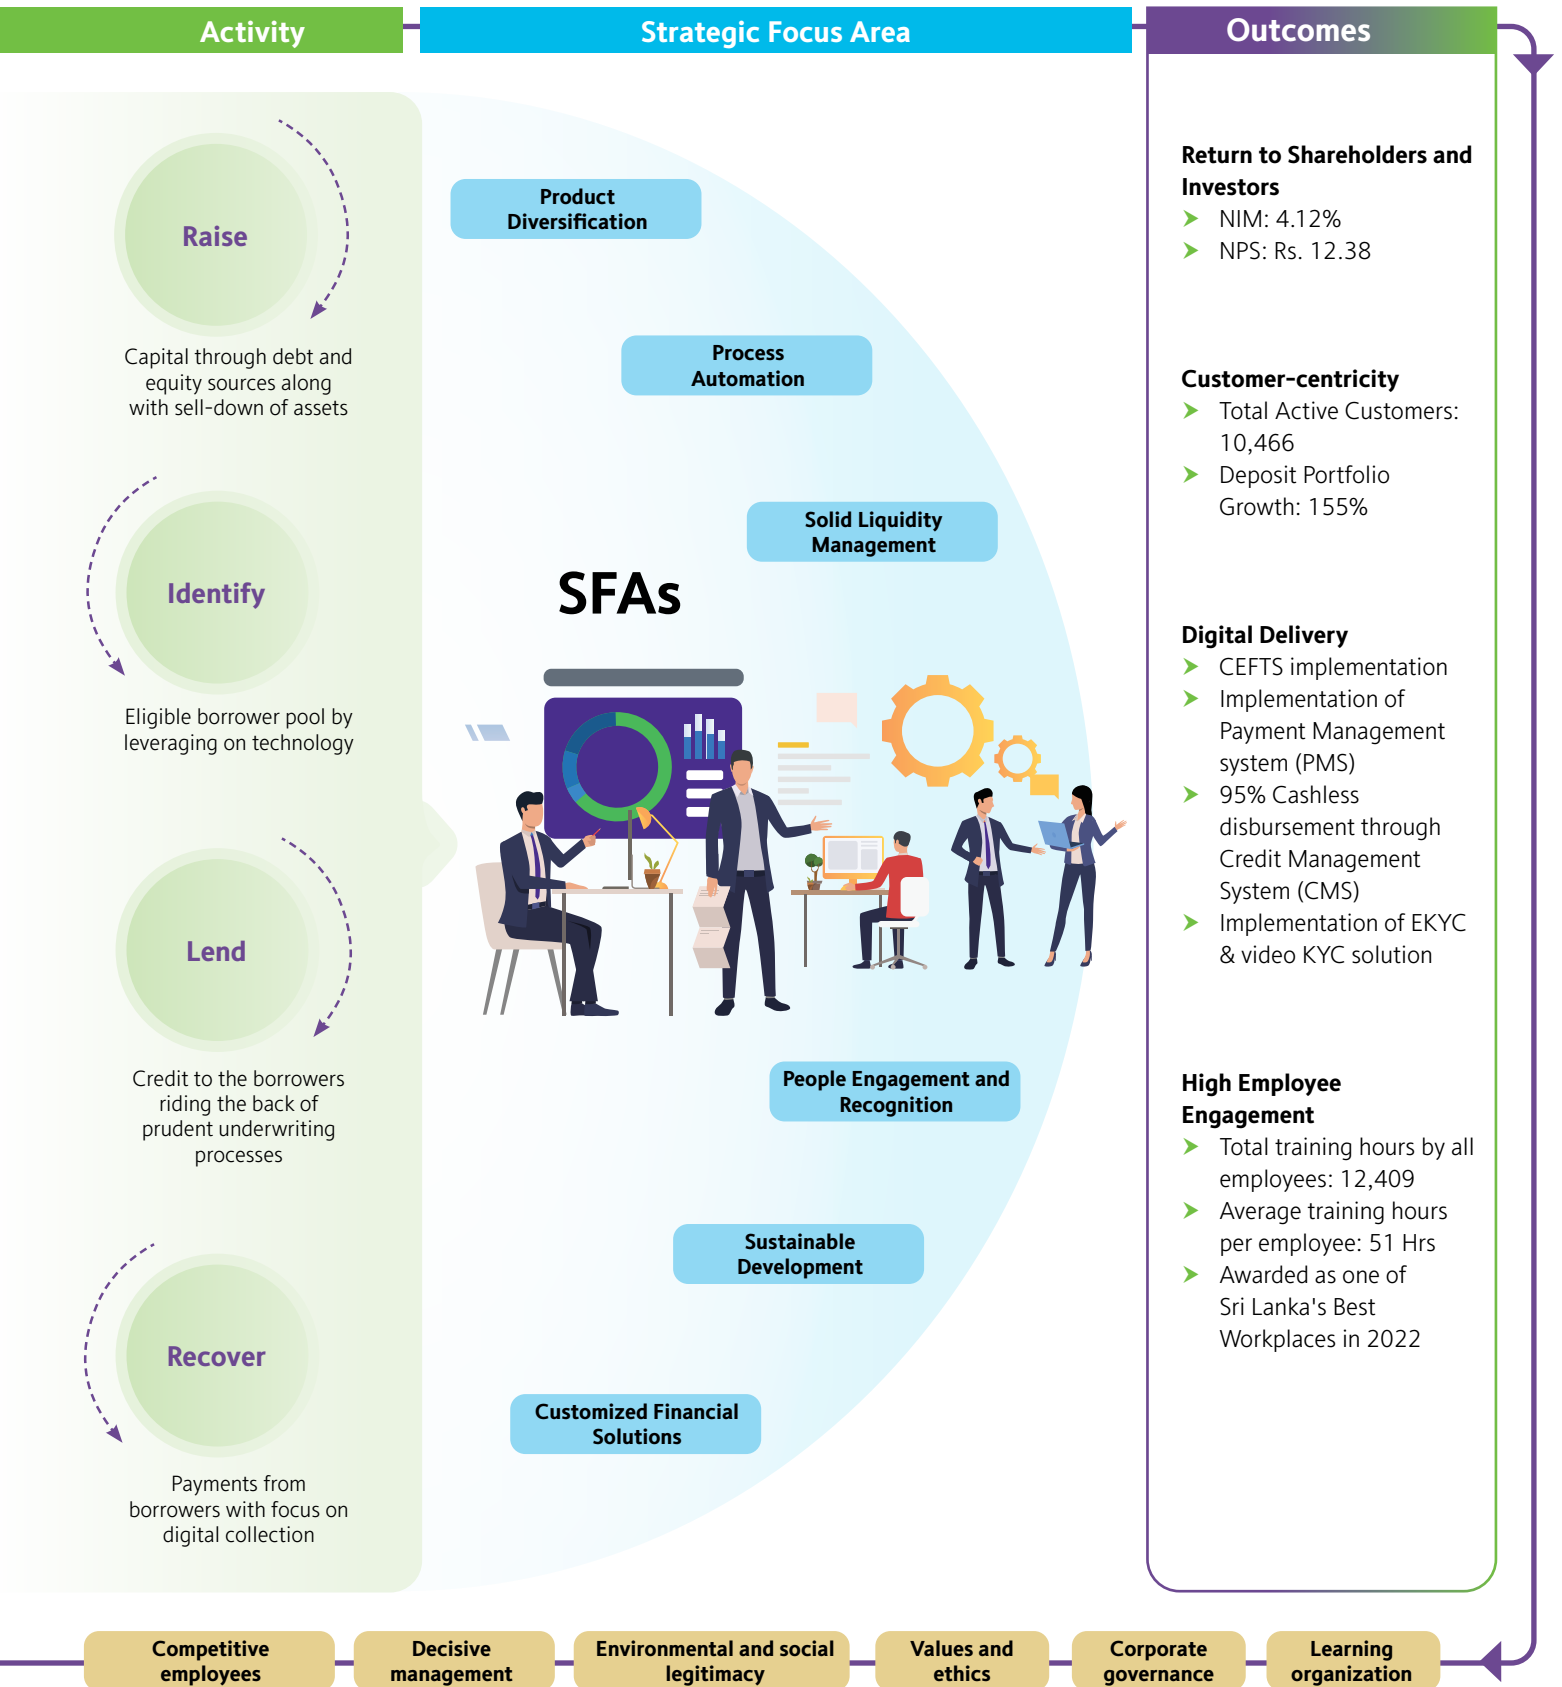 Activity
Strategic Focus Area
Outcomes
Raise
Capital through debt and
equity sources along
with sell-down of assets
Identify
Eligible borrower pool by
leveraging on technology
Lend
Credit to the borrowers
riding the back of
prudent underwriting
processes
Recover
Payments from
borrowers with focus on
digital collection
Product
Diversification
Process
Automation
Solid Liquidity
Management
SFAs
People Engagement and
Recognition
Sustainable
Development
Customized Financial
Solutions
Return to Shareholders and
Investors
NIM: 4.12%
NPS: Rs. 12.38
Customer-centricity
Total Active Customers:
10,466
Deposit Portfolio
Growth: 155%
Digital Delivery
CEFTS implementation
Implementation of
Payment Management
system (PMS)
95% Cashless
disbursement through
Credit Management
System (CMS)
Implementation of EKYC
& video KYC solution
High Employee
Engagement
Total training hours by all
employees: 12,409
Average training hours
per employee: 51 Hrs
Awarded as one of
Sri Lanka's Best
Workplaces in 2022
Competitive
employees
Decisive
management
Environmental and social
legitimacy
Values and
ethics
Corporate
governance
Learning
organization